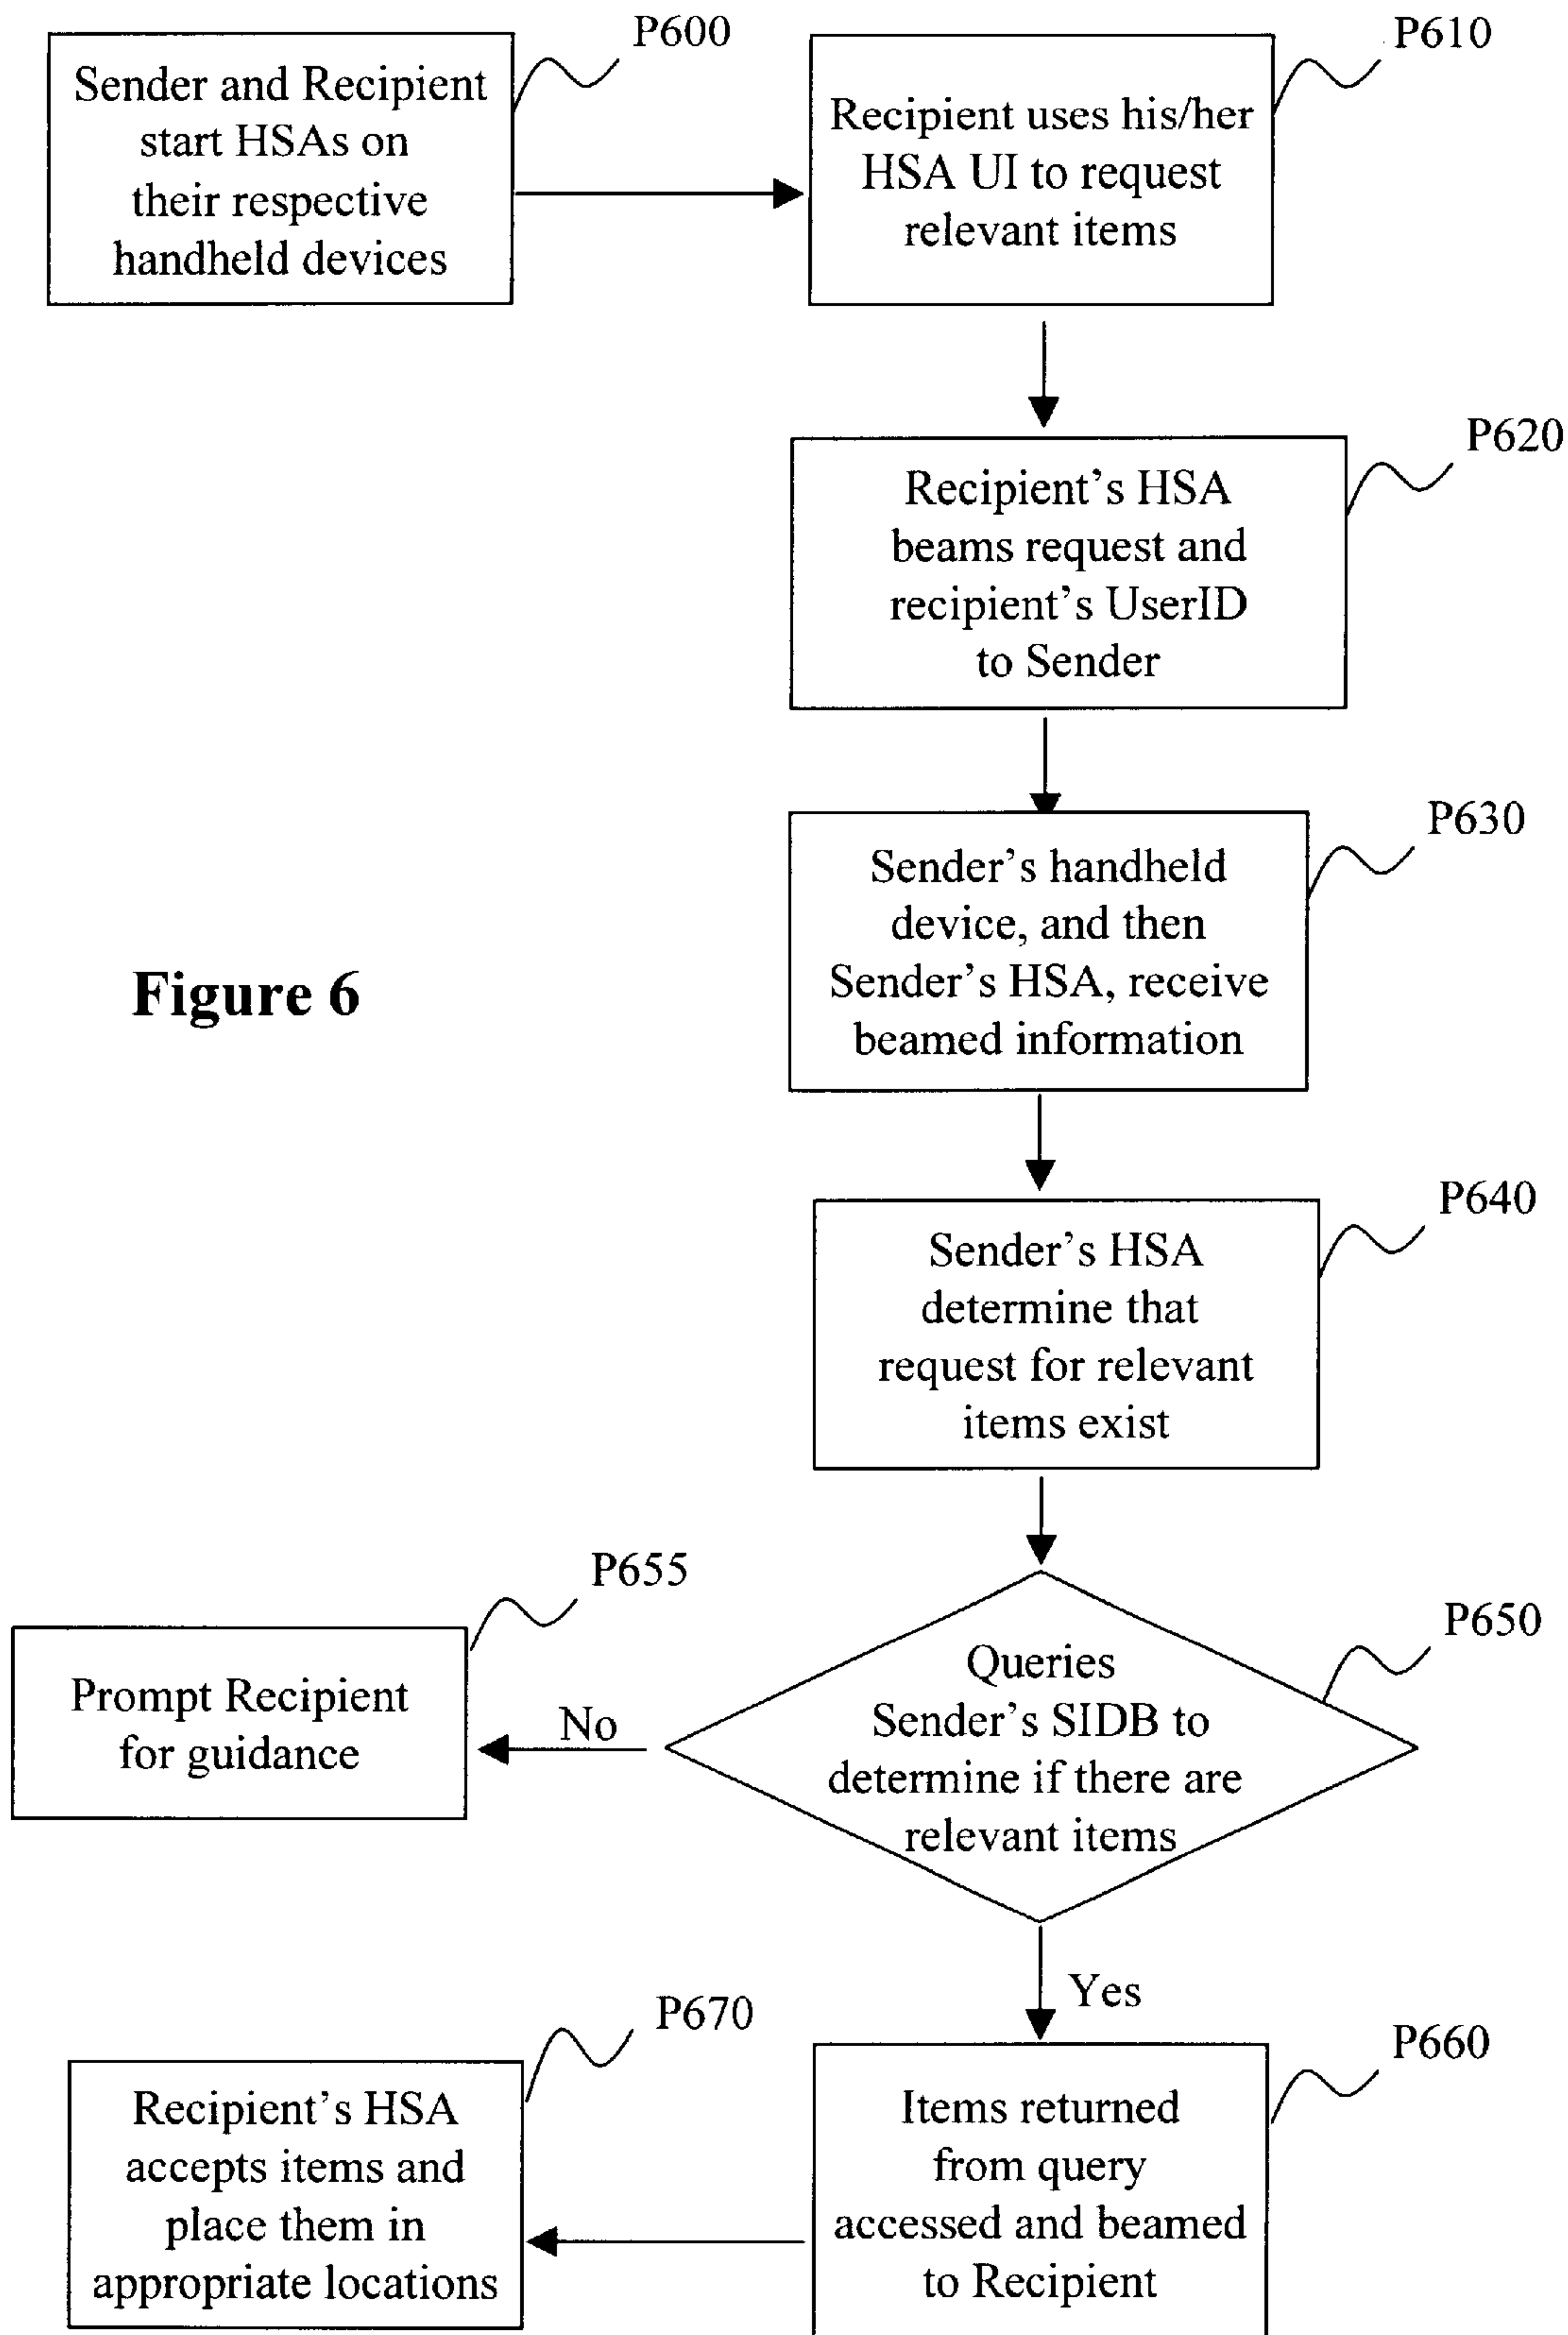 P600
Sender and Recipient
start HSAs on
their respective
handheld devices
P610
Recipient uses his/her
HSA UI to request
relevant items
P620
Recipient's HSA
beams request and
recipient's UserID
to Sender
P630
Sender's handheld
device, and then
Sender's HSA, receive
beamed information
Figure 6
P640
Sender's HSA
determine that
request for relevant
items exist
P650
Queries
Sender's SIDB to
determine if there are
relevant items
No
P655
Prompt Recipient
for guidance
Yes
P660
Items returned
from query
accessed and beamed
to Recipient
P670
Recipient's HSA
accepts items and
place them in
appropriate locations